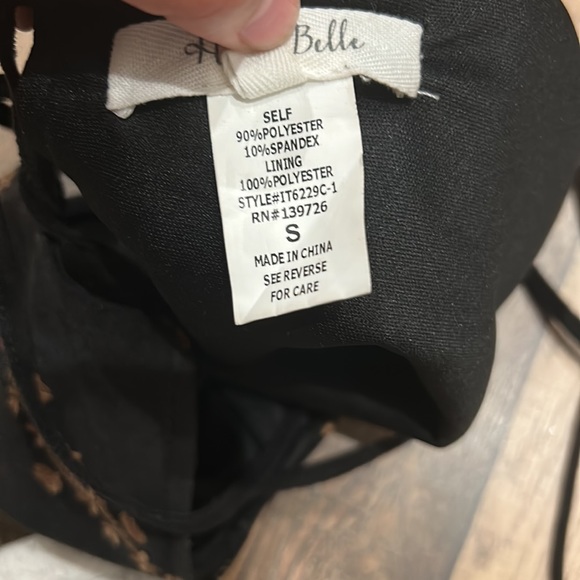 Belle
SELF
90%POLYESTER
10%SPANDEX
LINING
100%POLYESTER
STYLE#IT6229C-1
RN#139726
S
MADE IN CHINA
SEE REVERSE
FOR CARE